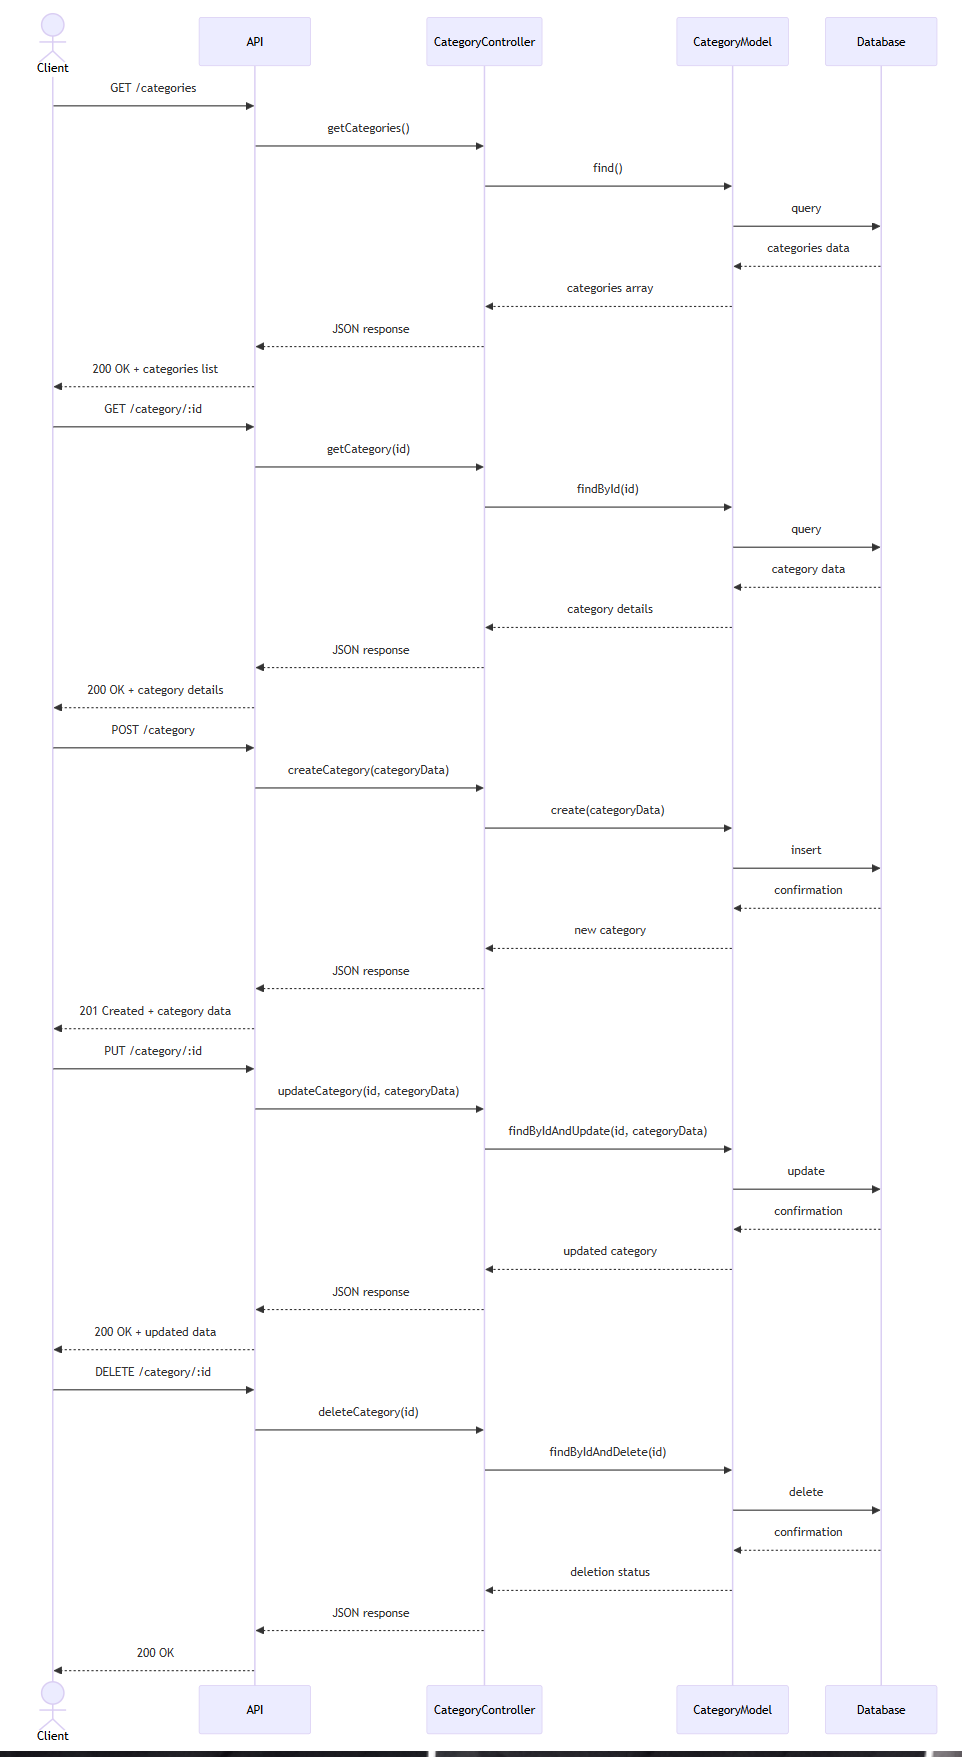 Client
API
CategoryController
CategoryModel
Database
GET /categories
getCategories()
find()
query
categories data
categories array
JSON response
200 OK + categories list
GET /category/:id
getCategory(id)
findById(id)
query
category data
category details
JSON response
200 OK + category details
POST /category
createCategory(categoryData)
create(categoryData)
insert
confirmation
new category
JSON response
201 Created + category data
PUT /category/:id
updateCategory(id, categoryData)
findByIdAndUpdate(id, categoryData)
update
confirmation
updated category
JSON response
200 OK + updated data
DELETE /category/:id
deleteCategory(id)
findByIdAndDelete(id)
delete
confirmation
deletion status
JSON response
200 OK
Client
API
CategoryController
CategoryModel
Database